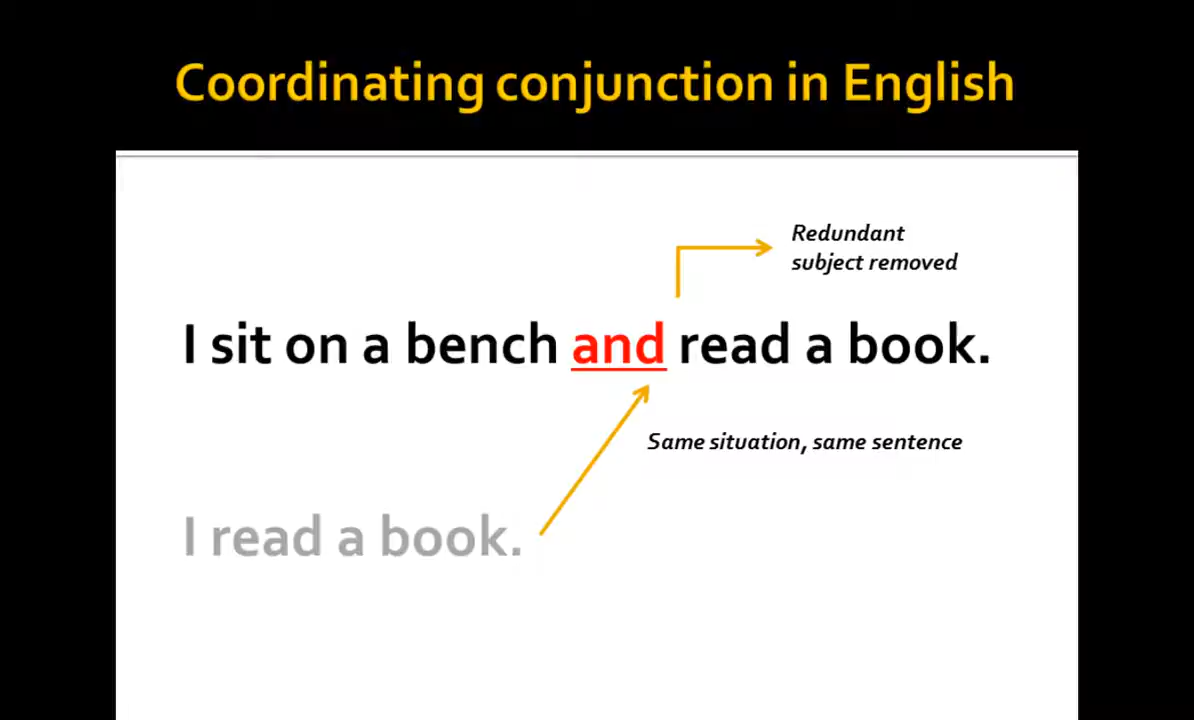 Coordinating conjunction in English
Redundant
subject removed
I sit on a bench and read a book.
Same situation, same sentence
I read a book.